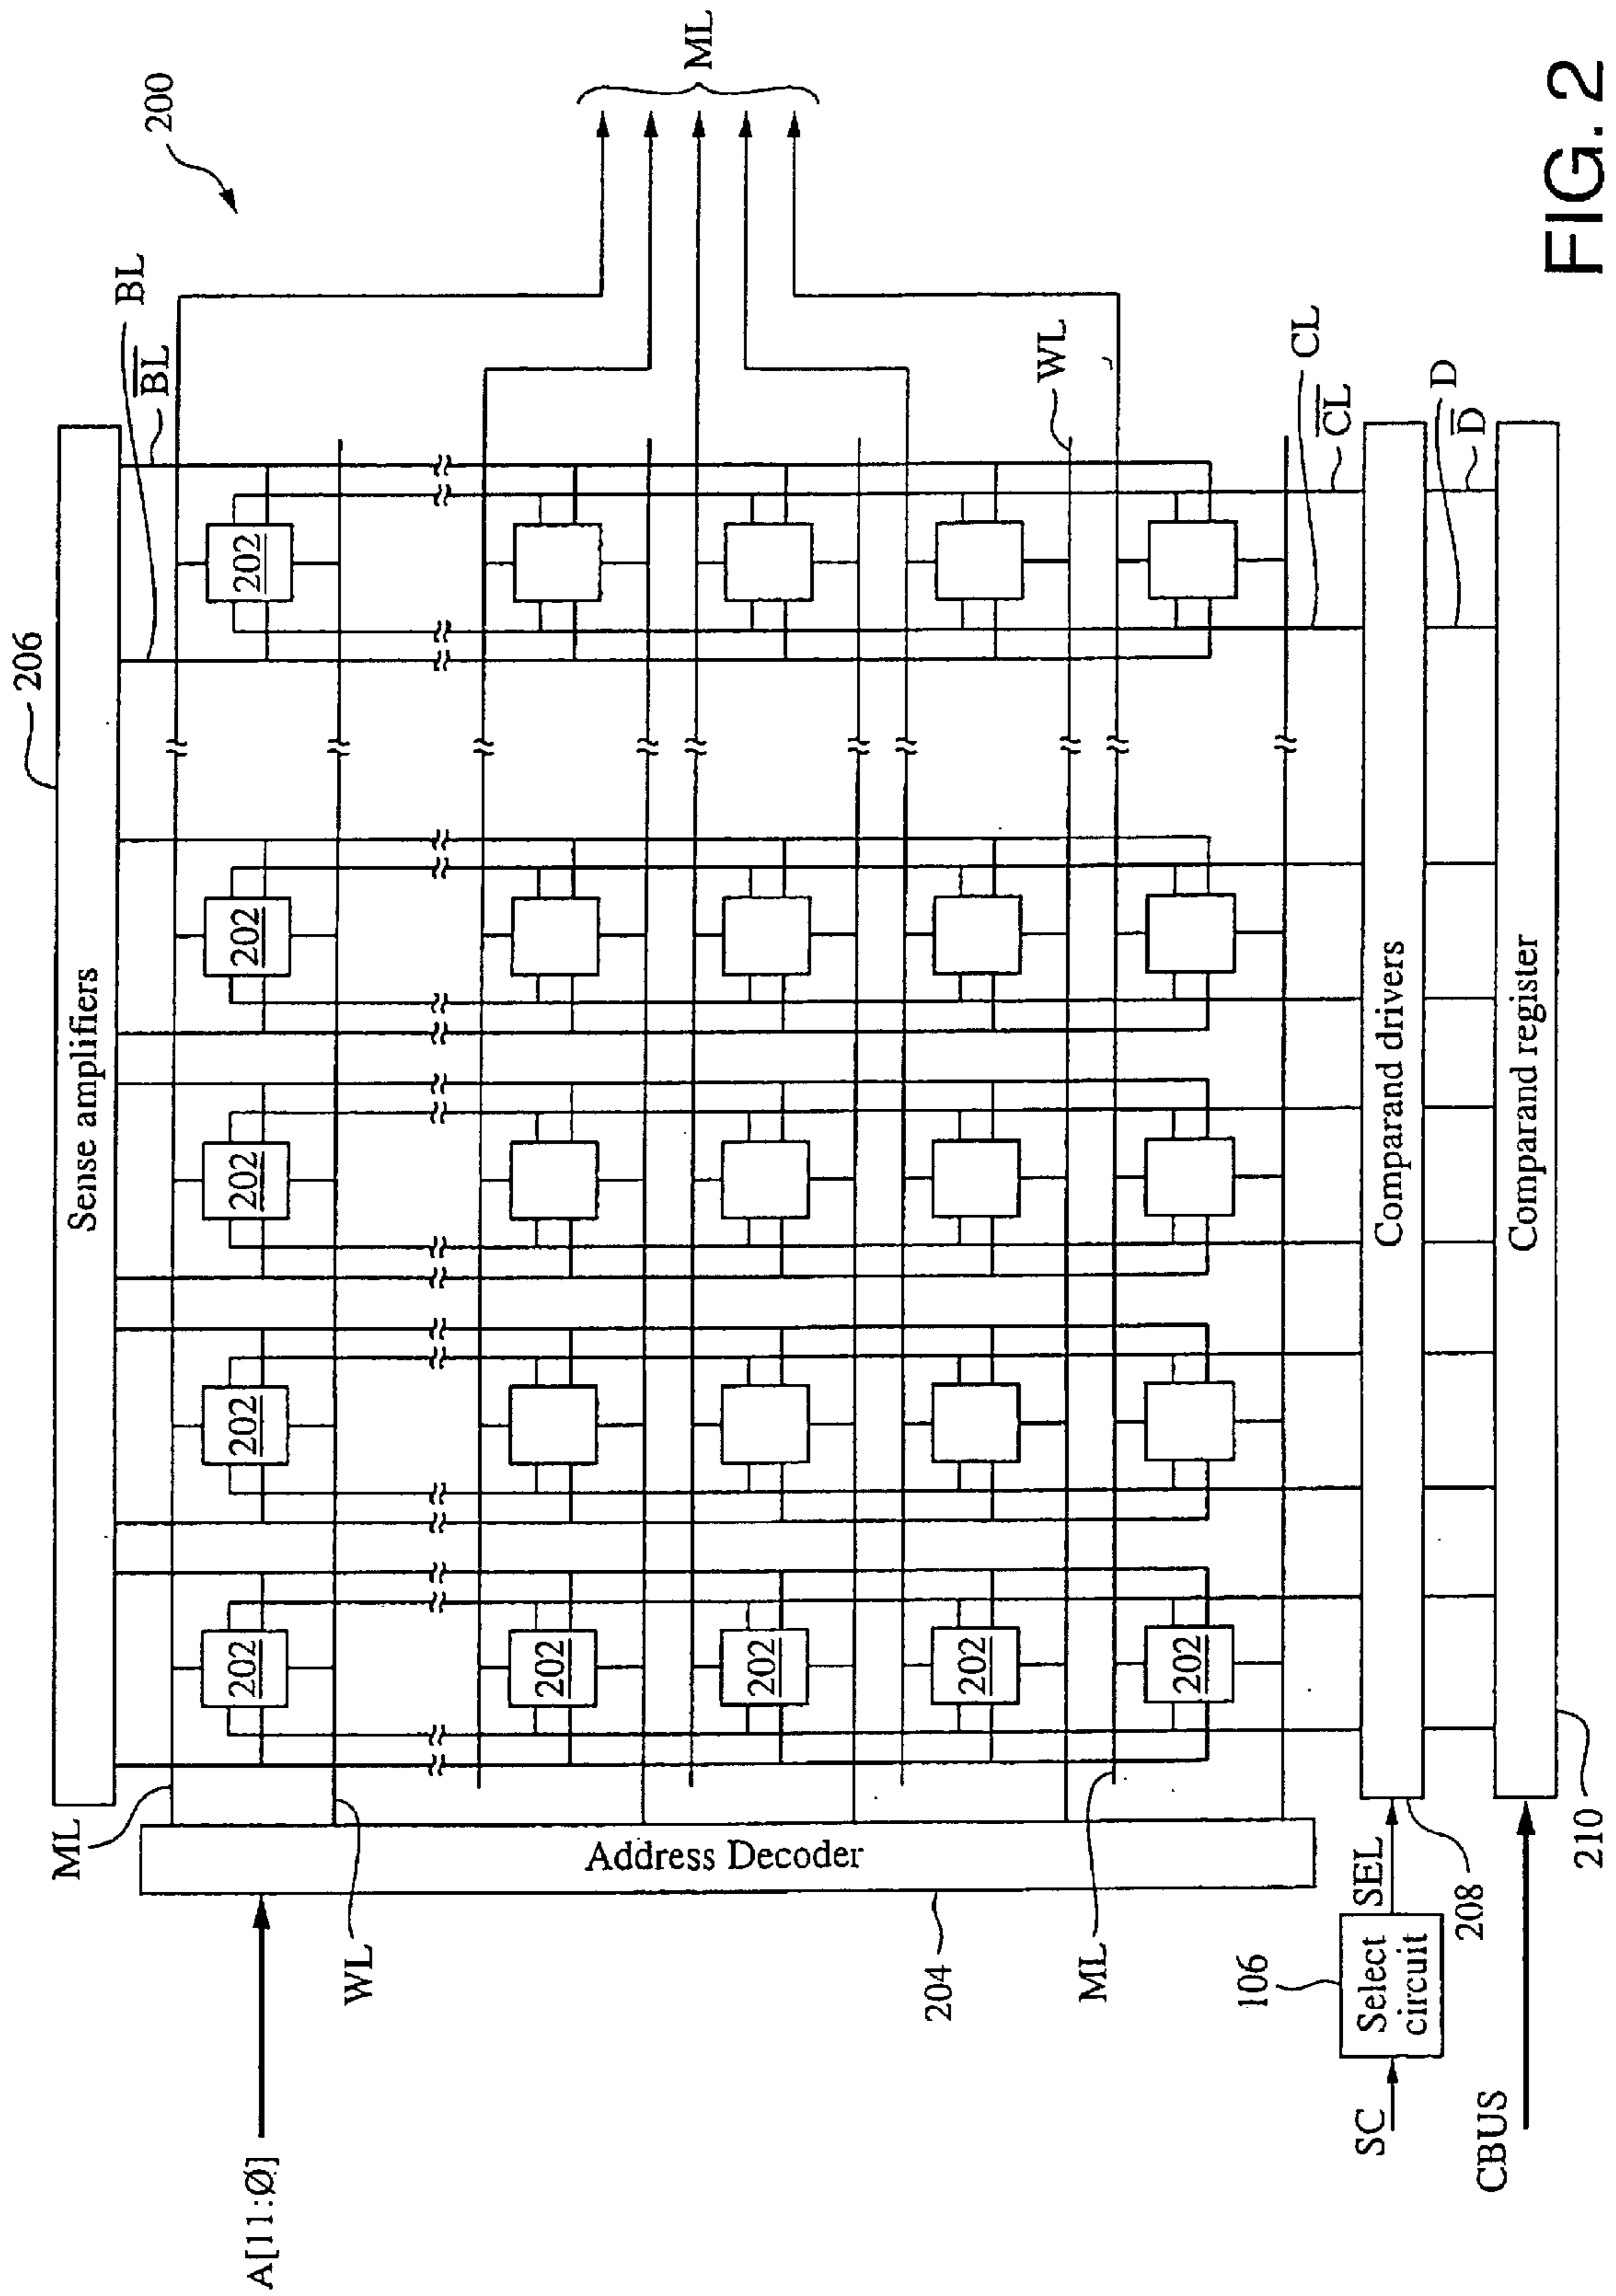 200
206
BL
B̅L̅
Sense amplifiers
ML
ML
202 202 202 202 202
WL
202
A[11:Ø]
Address Decoder
WL
202
ML
202
204
202
WL
ML
CL
C̅L̅
SC
Select
circuit
106
SEL
208
Comparand drivers
D
D̅
CBUS
210
Comparand register
FIG. 2